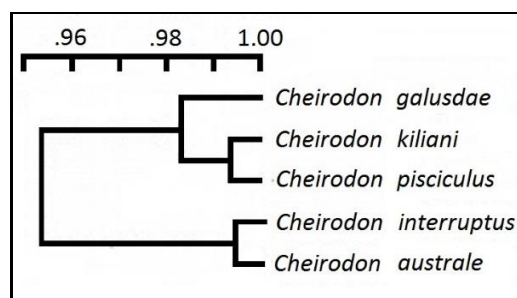 .96 .98 1.00
Cheirodon galusdae
Cheirodon kiliani
Cheirodon pisciculus
Cheirodon interruptus
Cheirodon australe